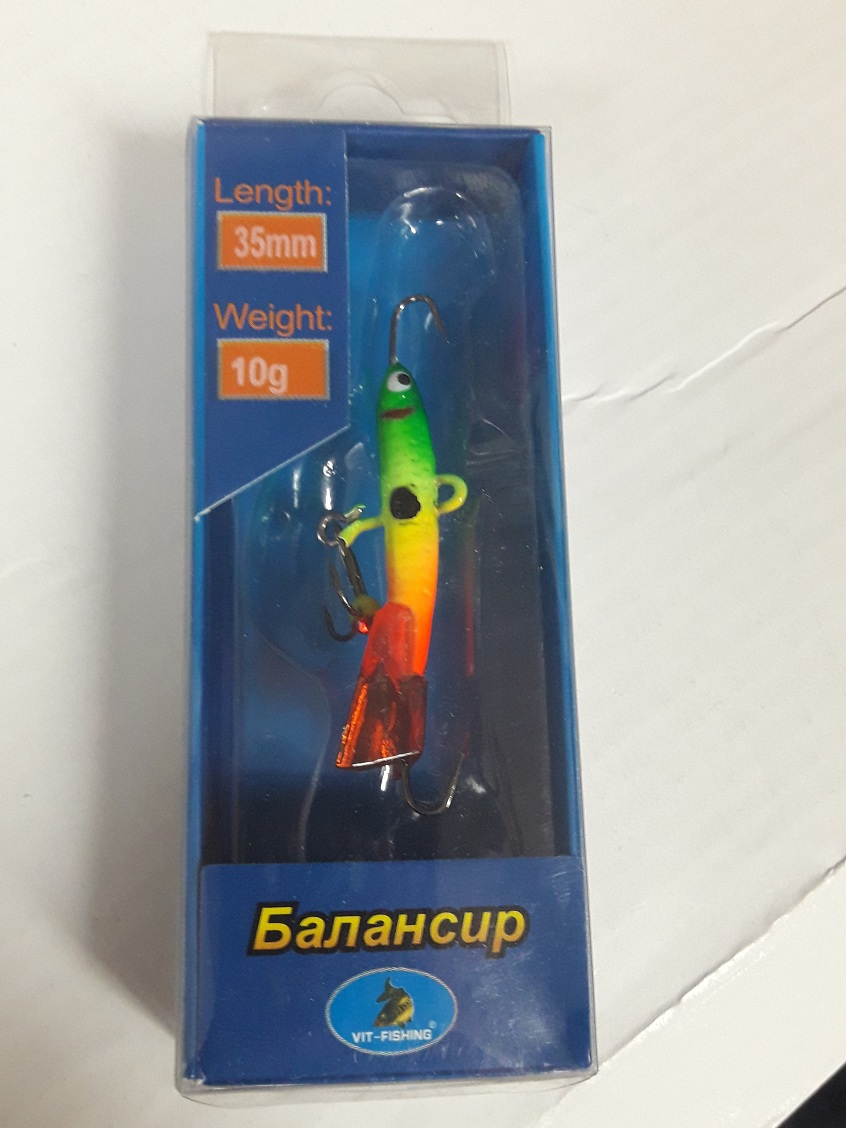 Length:
35mm
Weight:
10g
Балансир
VIT-FISHING®